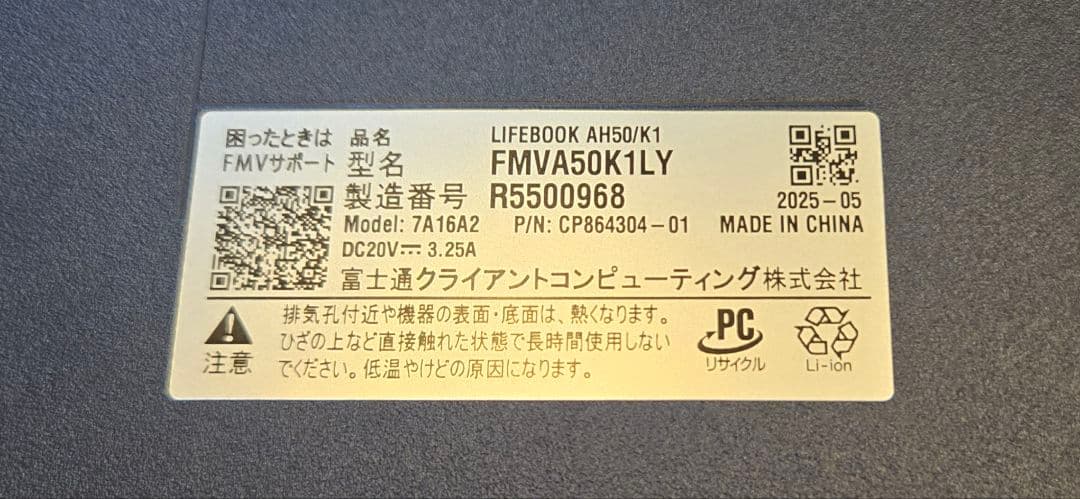 困ったときは
FMVサポート
品名 LIFEBOOK AH50/K1
型名 FMVA50K1LY
製造番号 R5500968
2025-05
Model: 7A16A2 P/N: CP864304-01 MADE IN CHINA
DC20V⎓3.25A
富士通クライアントコンピューティング株式会社
注意
排気孔付近や機器の表面・底面は、熱くなります。
ひざの上など直接触れた状態で長時間使用しない
でください。低温やけどの原因になります。
PC
リサイクル
Li-ion